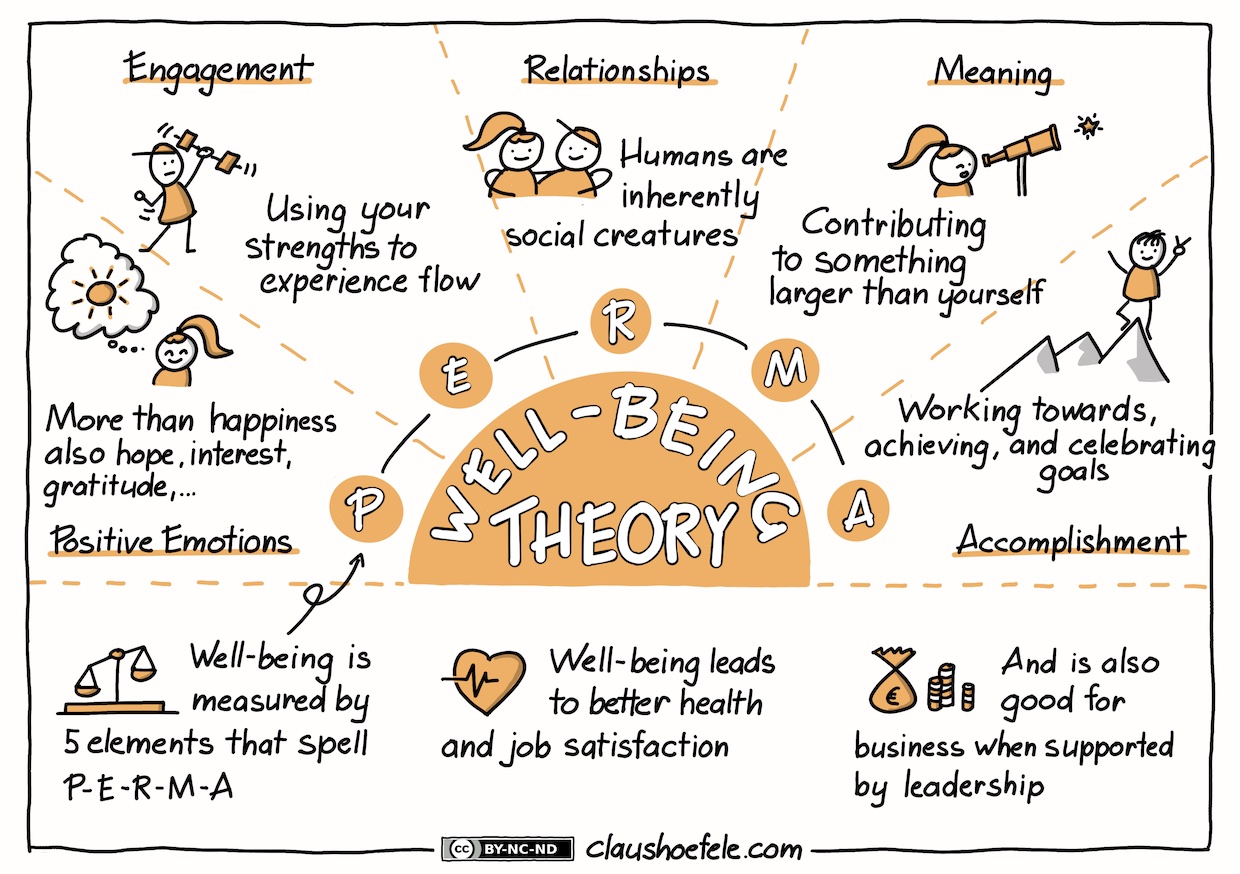 Engagement
Using your
strengths to
experience flow
Relationships
Humans are
inherently
social creatures
Meaning
Contributing
to something
larger than yourself
More than happiness
also hope, interest,
gratitude,...
Positive Emotions
Working towards,
achieving, and celebrating
goals
Accomplishment
P
E
R
M
A
WELL-BEING
THEORY
Well-being is
measured by
5 elements that spell
P-E-R-M-A
Well-being leads
to better health
and job satisfaction
€
And is also
good for
business when supported
by leadership
cc BY-NC-ND
claushoefele.com